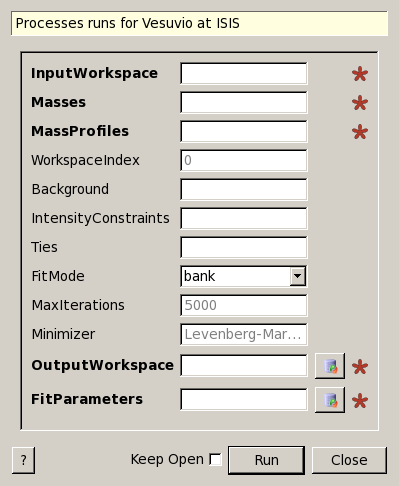 Processes runs for Vesuvio at ISIS
InputWorkspace
Masses
MassProfiles
WorkspaceIndex 0
Background
IntensityConstraints
Ties
FitMode bank
MaxIterations 5000
Minimizer Levenberg-Mar...
OutputWorkspace
FitParameters
? Keep Open Run Close